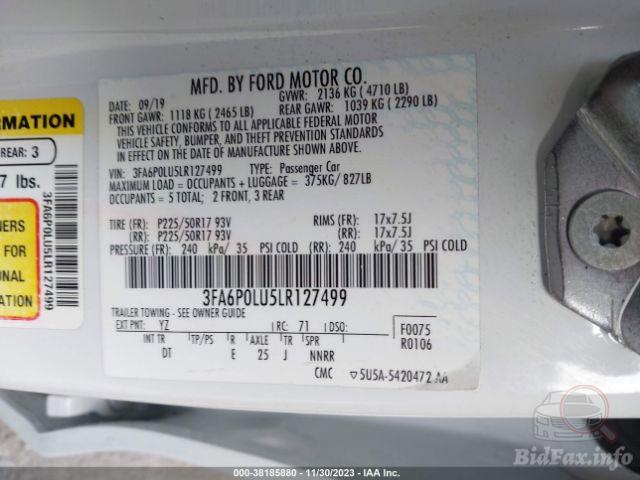 MFD. BY FORD MOTOR CO.
DATE: 09/19 GVWR: 2136 KG ( 4710 LB)
FRONT GAWR: 1118 KG ( 2465 LB) REAR GAWR: 1039 KG ( 2290 LB)
THIS VEHICLE CONFORMS TO ALL APPLICABLE FEDERAL MOTOR
VEHICLE SAFETY, BUMPER, AND THEFT PREVENTION STANDARDS
IN EFFECT ON THE DATE OF MANUFACTURE SHOWN ABOVE.
VIN: 3FA6P0LU5LR127499 TYPE: Passenger Car
MAXIMUM LOAD = OCCUPANTS + LUGGAGE = 375KG/ 827LB
OCCUPANTS = 5 TOTAL; 2 FRONT, 3 REAR
TIRE (FR): P225/50R17 93V RIMS (FR): 17x7.5J
(RR): P225/50R17 93V (RR): 17x7.5J
PRESSURE (FR): 240 kPa/ 35 PSI COLD (RR): 240 kPa/ 35 PSI COLD
3FA6P0LU5LR127499
TRAILER TOWING - SEE OWNER GUIDE
EXT PNT: YZ RC: 71 DSO: F0075
INT TR TP/PS R AXLE TR SPR R0106
DT E 25 J NNRR
CMC ▽5U5A-5420472 AA
RMATION
REAR: 3
7 lbs.
NERS
FOR
ONAL
ION
3FA6P0LU5LR127499
000-38185880 - 11/30/2023 - IAA Inc.
BidFax.info